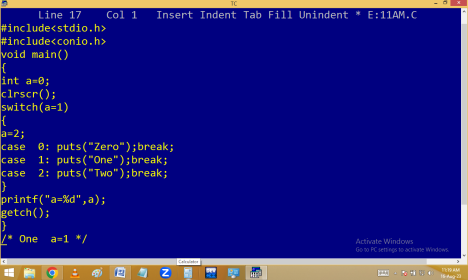 TC
Line 17 Col 1 Insert Indent Tab Fill Unindent * E:11AM.C
#include<stdio.h>
#include<conio.h>
void main()
{
int a=0;
clrscr();
switch(a=1)
{
a=2;
case 0: puts("Zero");break;
case 1: puts("One");break;
case 2: puts("Two");break;
}
printf("a=%d",a);
getch();
}
/* One a=1 */
Activate Windows
Go to PC settings to activate Windows.
Calculator